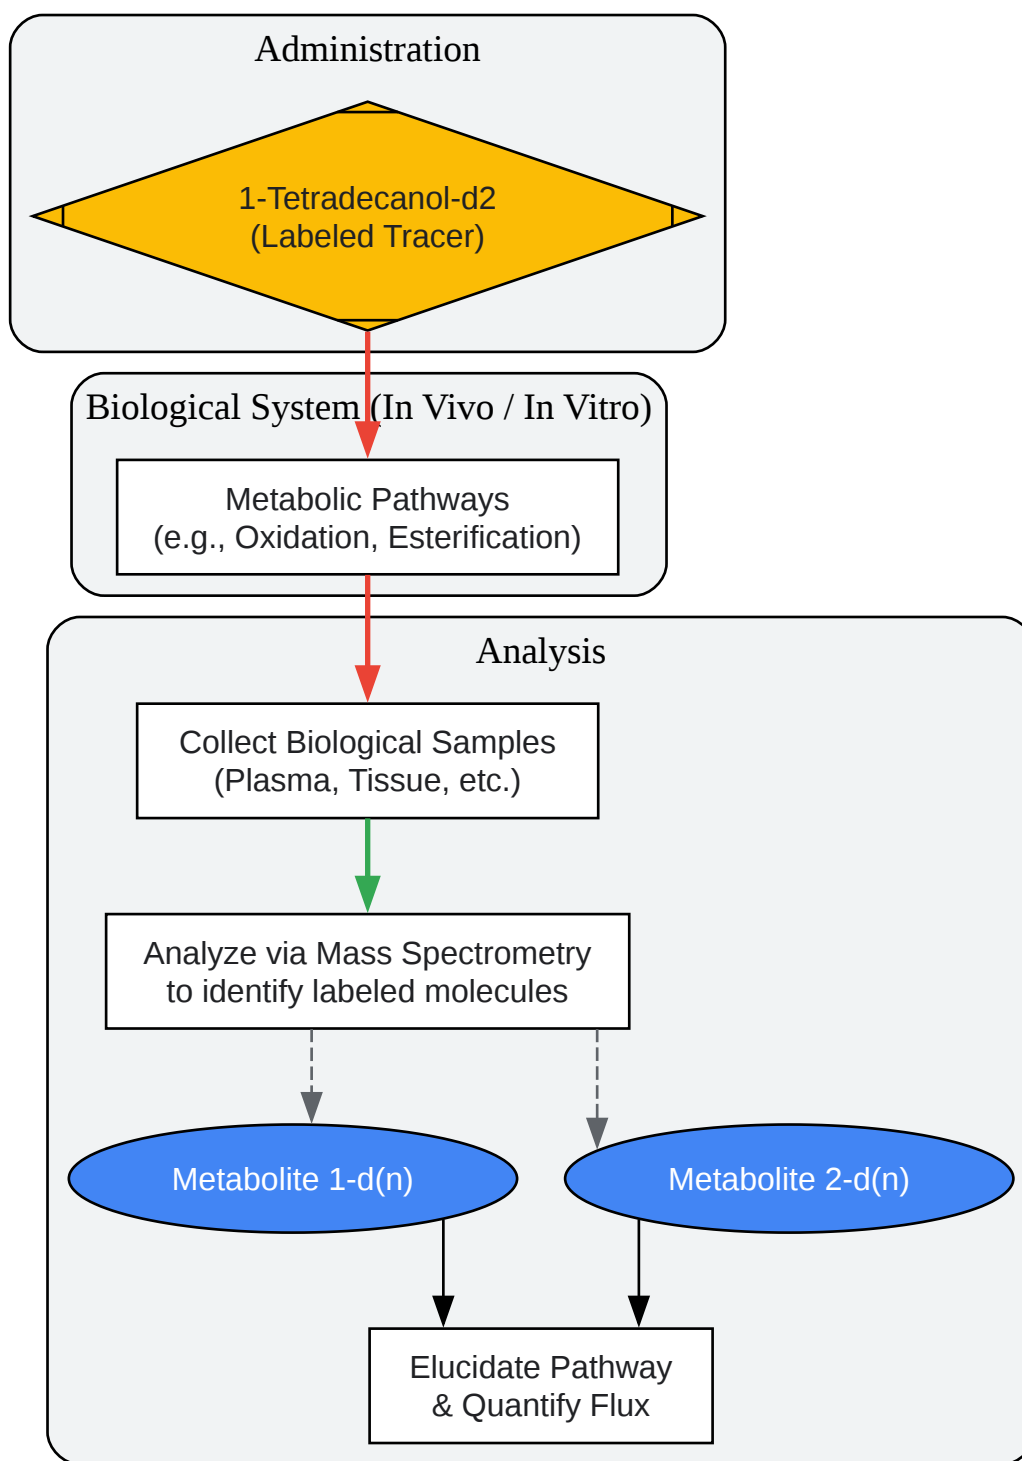 Administration
1-Tetradecanol-d2
(Labeled Tracer)
Biological System (In Vivo / In Vitro)
Metabolic Pathways
(e.g., Oxidation, Esterification)
Analysis
Collect Biological Samples
(Plasma, Tissue, etc.)
Analyze via Mass Spectrometry
to identify labeled molecules
Metabolite 1-d(n)
Metabolite 2-d(n)
Elucidate Pathway
& Quantify Flux